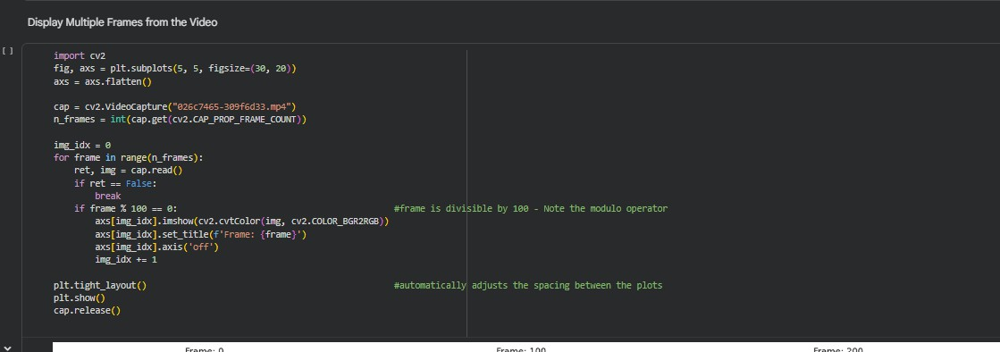 Display Multiple Frames from the Video
[ ]
import cv2
fig, axs = plt.subplots(5, 5, figsize=(30, 20))
axs = axs.flatten()
cap = cv2.VideoCapture("026c7465-309f6d33.mp4")
n_frames = int(cap.get(cv2.CAP_PROP_FRAME_COUNT))
img_idx = 0
for frame in range(n_frames):
    ret, img = cap.read()
    if ret == False:
        break
    if frame % 100 == 0: #frame is divisible by 100 - Note the modulo operator
        axs[img_idx].imshow(cv2.cvtColor(img, cv2.COLOR_BGR2RGB))
        axs[img_idx].set_title(f'Frame: {frame}')
        axs[img_idx].axis('off')
        img_idx += 1
plt.tight_layout() #automatically adjusts the spacing between the plots
plt.show()
cap.release()
Frame: 0 Frame: 100 Frame: 200